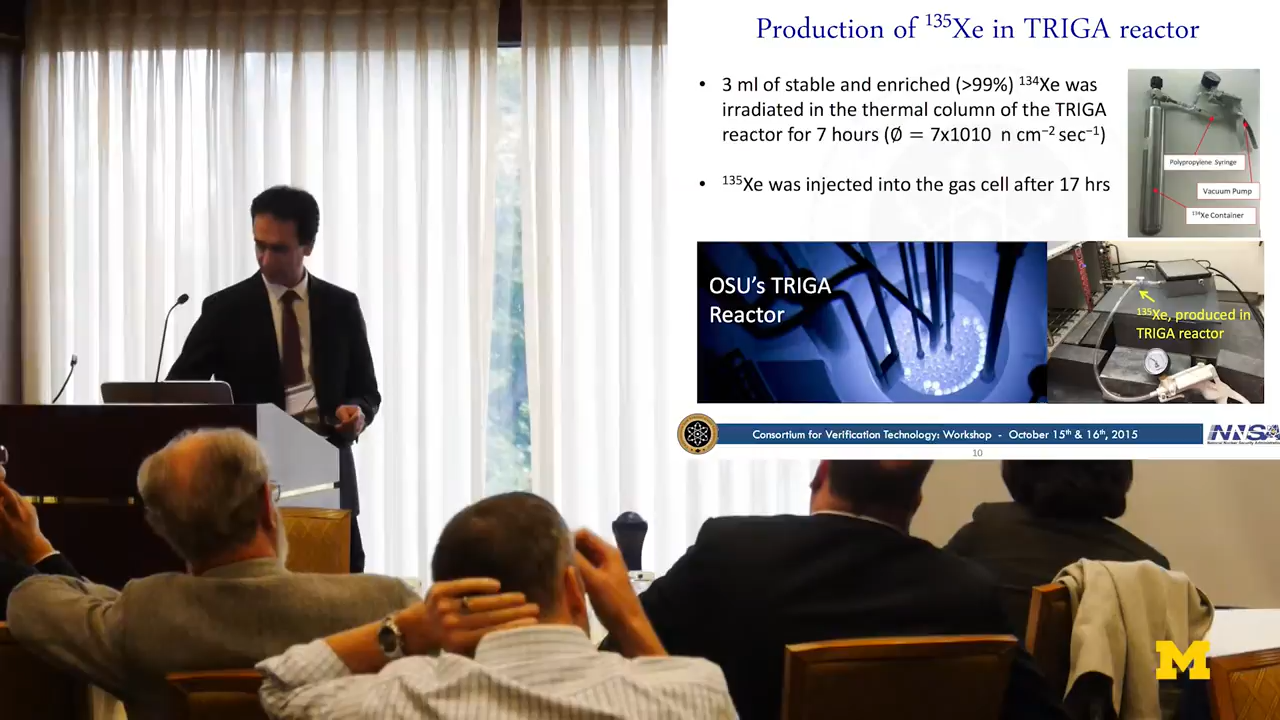 Production of ¹³⁵Xe in TRIGA reactor
• 3 ml of stable and enriched (>99%) ¹³⁴Xe was
irradiated in the thermal column of the TRIGA
reactor for 7 hours (Ø = 7x1010 n cm⁻² sec⁻¹)
• ¹³⁵Xe was injected into the gas cell after 17 hrs
Polypropylene Syringe
Vacuum Pump
¹³⁴Xe Container
OSU's TRIGA
Reactor
¹³⁵Xe, produced in
TRIGA reactor
Consortium for Verification Technology: Workshop - October 15ᵗʰ & 16ᵗʰ, 2015
NNSA
10
M